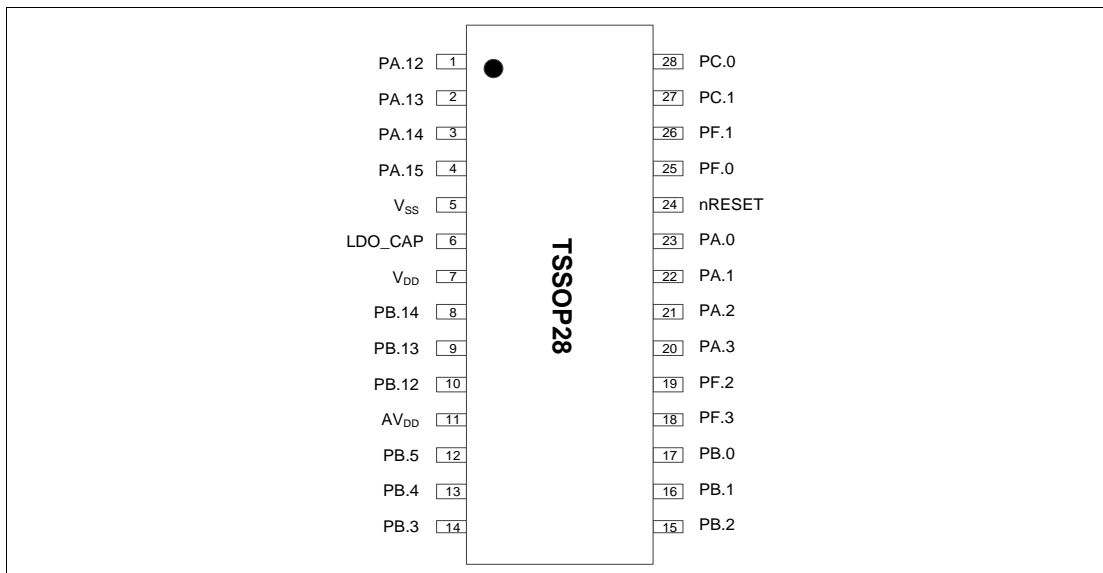 PA.12 1 28 PC.0
PA.13 2 27 PC.1
PA.14 3 26 PF.1
PA.15 4 25 PF.0
VSS 5 24 nRESET
LDO_CAP 6 23 PA.0
VDD 7 22 PA.1
PB.14 8 21 PA.2
PB.13 9 20 PA.3
PB.12 10 19 PF.2
AVDD 11 18 PF.3
PB.5 12 17 PB.0
PB.4 13 16 PB.1
PB.3 14 15 PB.2
TSSOP28